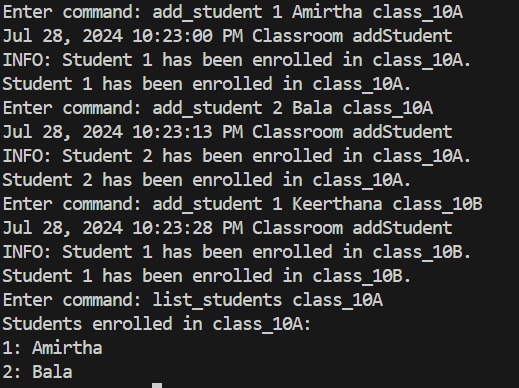 Enter command: add_student 1 Amirtha class_10A
Jul 28, 2024 10:23:00 PM Classroom addStudent
INFO: Student 1 has been enrolled in class_10A.
Student 1 has been enrolled in class_10A.
Enter command: add_student 2 Bala class_10A
Jul 28, 2024 10:23:13 PM Classroom addStudent
INFO: Student 2 has been enrolled in class_10A.
Student 2 has been enrolled in class_10A.
Enter command: add_student 1 Keerthana class_10B
Jul 28, 2024 10:23:28 PM Classroom addStudent
INFO: Student 1 has been enrolled in class_10B.
Student 1 has been enrolled in class_10B.
Enter command: list_students class_10A
Students enrolled in class_10A:
1: Amirtha
2: Bala